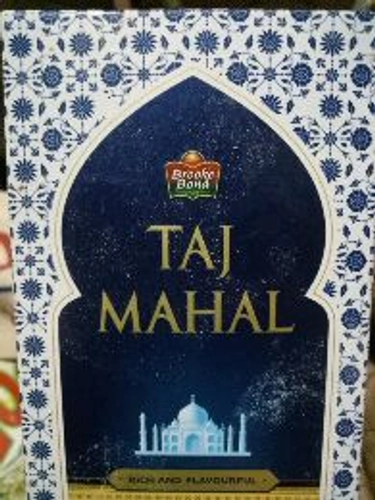 Brooke
Bond
TAJ
MAHAL
RICH AND FLAVOURFUL